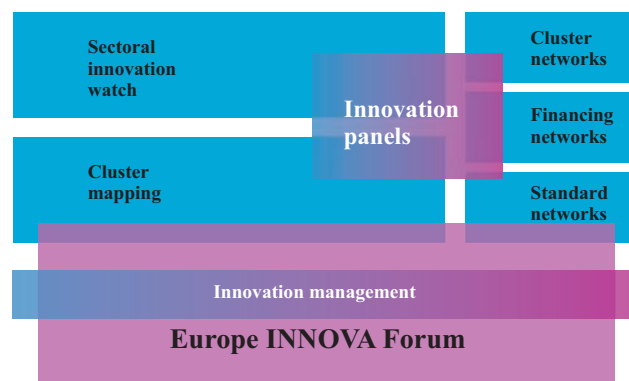 Sectoral
innovation
watch
Cluster
mapping
Innovation
panels
Cluster
networks
Financing
networks
Standard
networks
Innovation management
Europe INNOVA Forum